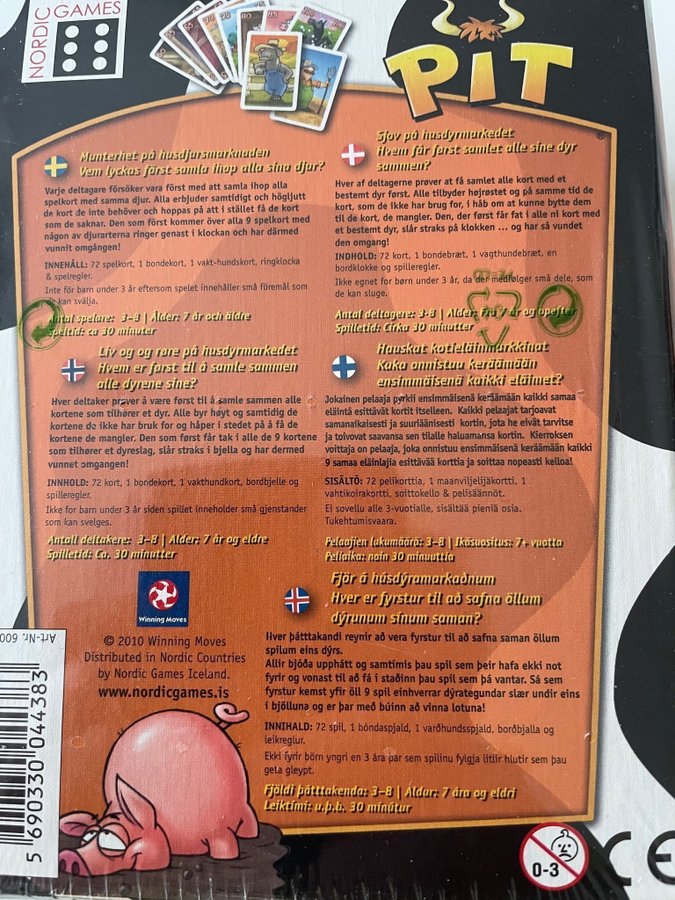 NORDIC GAMES
95
80
PiT
Munterhet på husdjursmarknaden
Vem lyckas först samla ihop alla sina djur?
Varje deltagare försöker vara först med att samla ihop alla
spelkort med samma djur. Alla erbjuder samtidigt och högljutt
de kort de inte behöver och hoppas på att i stället få de kort
som de saknar. Den som först kommer över alla 9 spelkort med
någon av djurarterna ringer genast i klockan och har därmed
vunnit omgången!
INNEHÅLL: 72 spelkort, 1 bondekort, 1 vakt-hundskort, ringklocka
& spelregler.
Inte för barn under 3 år eftersom spelet innehåller små föremål som
de kan svälja.
Antal spelare: 3–8 | Ålder: 7 år och äldre
Speltid: ca 30 minuter
Sjov på husdyrmarkedet
Hvem får først samlet alle sine dyr
sammen?
®
Hver af deltagerne prøver at få samlet alle kort med et
bestemt dyr først. Alle tilbyder højrøstet og på samme tid de
kort, som de ikke har brug for, i håb om at kunne bytte dem
til de kort, de mangler. Den, der først får fat i alle ni kort med
et bestemt dyr, slår straks på klokken ... og har så vundet
den omgang!
INDHOLD: 72 kort, 1 bondebræt, 1 vagthundebræt, en
bordklokke og spilleregler.
Ikke egnet for børn under 3 år, da der medfølger små dele, som
de kan sluge.
Antal deltagere: 3–8 | Alder: Fra 7 år og opefter
Spilletid: Cirka 30 minutter
Liv og og røre på husdyrmarkedet
Hvem er først til å samle sammen
alle dyrene sine?
Hver deltaker prøver å være først til å samle sammen alle
kortene som tilhører et dyr. Alle byr høyt og samtidig de
kortene de ikke har bruk for og håper i stedet på å få de
kortene de mangler. Den som først får tak i alle de 9 kortene
som tilhører et dyreslag, slår straks i bjella og har dermed
vunnet omgangen!
INNHOLD: 72 kort, 1 bondekort, 1 vakthundkort, bordbjelle og
spilleregler.
Ikke for barn under 3 år siden spillet inneholder små gjenstander
som kan svelges.
Antall deltakere: 3–8 | Alder: 7 år og eldre
Spilletid: Ca. 30 minutter
Hauskat kotieläinmarkkinat
Kuka onnistuu keräämään
ensimmäisenä kaikki eläimet?
Jokainen pelaaja pyrkii ensimmäisenä keräämään kaikki samaa
eläintä esittävät kortit itselleen. Kaikki pelaajat tarjoavat
samanaikaisesti ja suurläänisesti kortin, jota he eivät tarvitse
ja toivovat saavansa sen tilalle haluamansa kortin. Kierroksen
voittaja on pelaaja, joka onnistuu ensimmäisenä keräämään kaikki
9 samaa eläinlajia esittävää korttia ja soittaa nopeasti kelloa!
SISÄLTÖ: 72 pelikorttia, 1 maanviljelijäkortti, 1
vahtikoirakortti, soittokello & pelisäännöt.
Ei sovellu alle 3-vuotialle, sisältää pieniä osia.
Tukehtumisvaara.
Pelaajien lukumäärä: 3–8 | Ikäsuositus: 7+ vuotta
Peliaika: noin 30 minuuttia
Fjör á húsdýramarkaðnum
Hver er fyrstur til að safna öllum
dýrunum sínum saman?
Hver þátttakandi reynir að vera fyrstur til að safna saman öllum
spilum eins dýrs.
Allir bjóða upphátt og samtímis þau spil sem þeir hafa ekki not
fyrir og vonast til að fá í staðinn þau spil sem þá vantar. Sá sem
fyrstur kemst yfir öll 9 spil einhverrar dýrategundar slær undir eins
í bjölluna og er þar með búinn að vinna lotuna!
INNIHALD: 72 spil, 1 bóndaspjald, 1 varðhundsspjald, borðbjalla og
leikreglur.
Ekki fyrir börn yngri en 3 ára þar sem spilinu fylgja litlir hlutir sem þau
geta gleypt.
Fjöldi þátttakenda: 3–8 | Aldur: 7 ára og eldri
Leiktími: u.þ.b. 30 mínútur
Winning Moves
© 2010 Winning Moves
Distributed in Nordic Countries
by Nordic Games Iceland.
www.nordicgames.is
Art-Nr. 600
5 690330 044383
0-3
CE